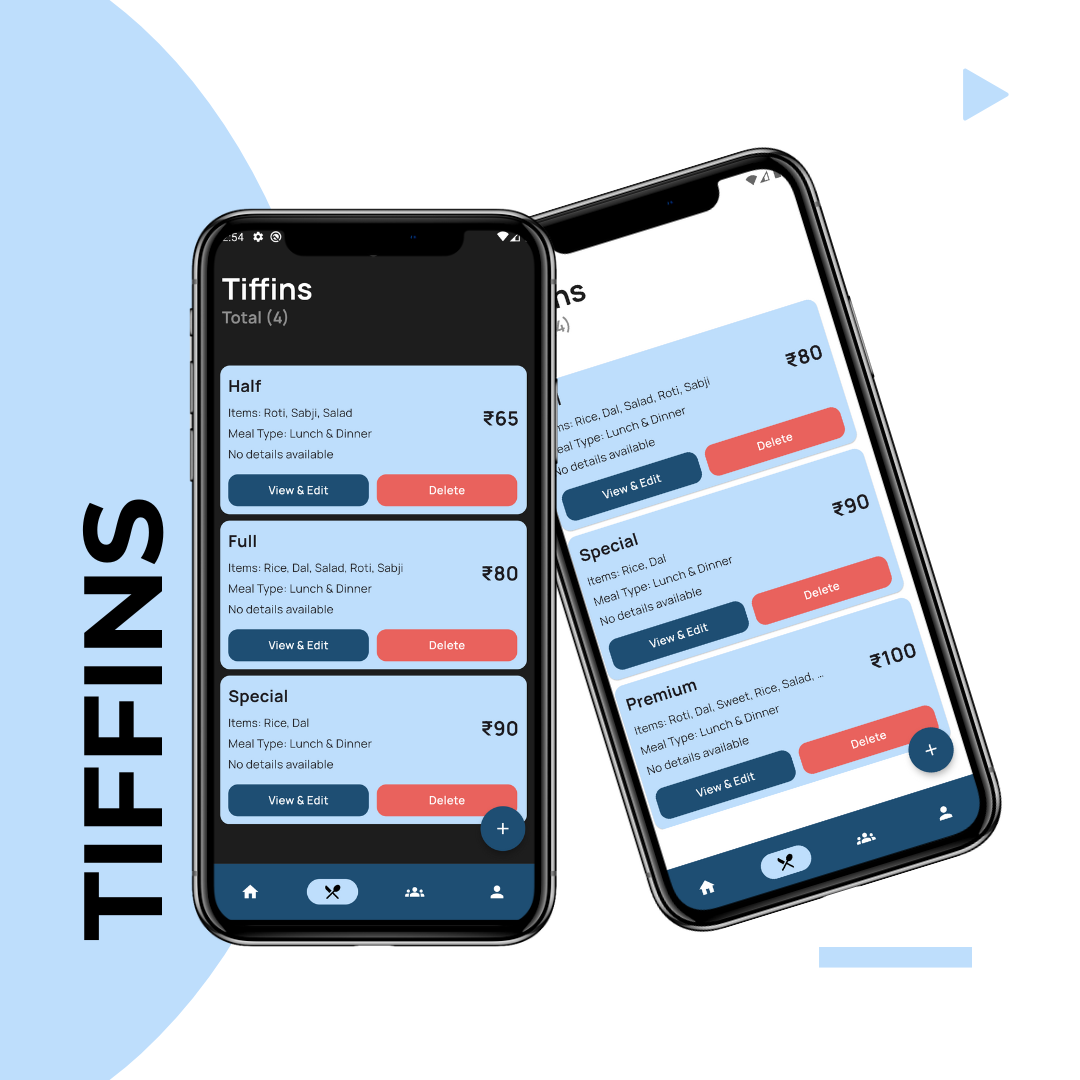 TIFFINS
:54
Tiffins
Total (4)
Half
Items: Roti, Sabji, Salad
₹65
Meal Type: Lunch & Dinner
No details available
View & Edit
Delete
Full
Items: Rice, Dal, Salad, Roti, Sabji
₹80
Meal Type: Lunch & Dinner
No details available
View & Edit
Delete
Special
Items: Rice, Dal
₹90
Meal Type: Lunch & Dinner
No details available
View & Edit
Delete
+
ns
4)
₹80
ms: Rice, Dal, Salad, Roti, Sabji
eal Type: Lunch & Dinner
No details available
View & Edit
Delete
Special
₹90
Items: Rice, Dal
Meal Type: Lunch & Dinner
No details available
View & Edit
Delete
Premium
₹100
Items: Roti, Dal, Sweet, Rice, Salad, ...
Meal Type: Lunch & Dinner
No details available
View & Edit
Delete
+